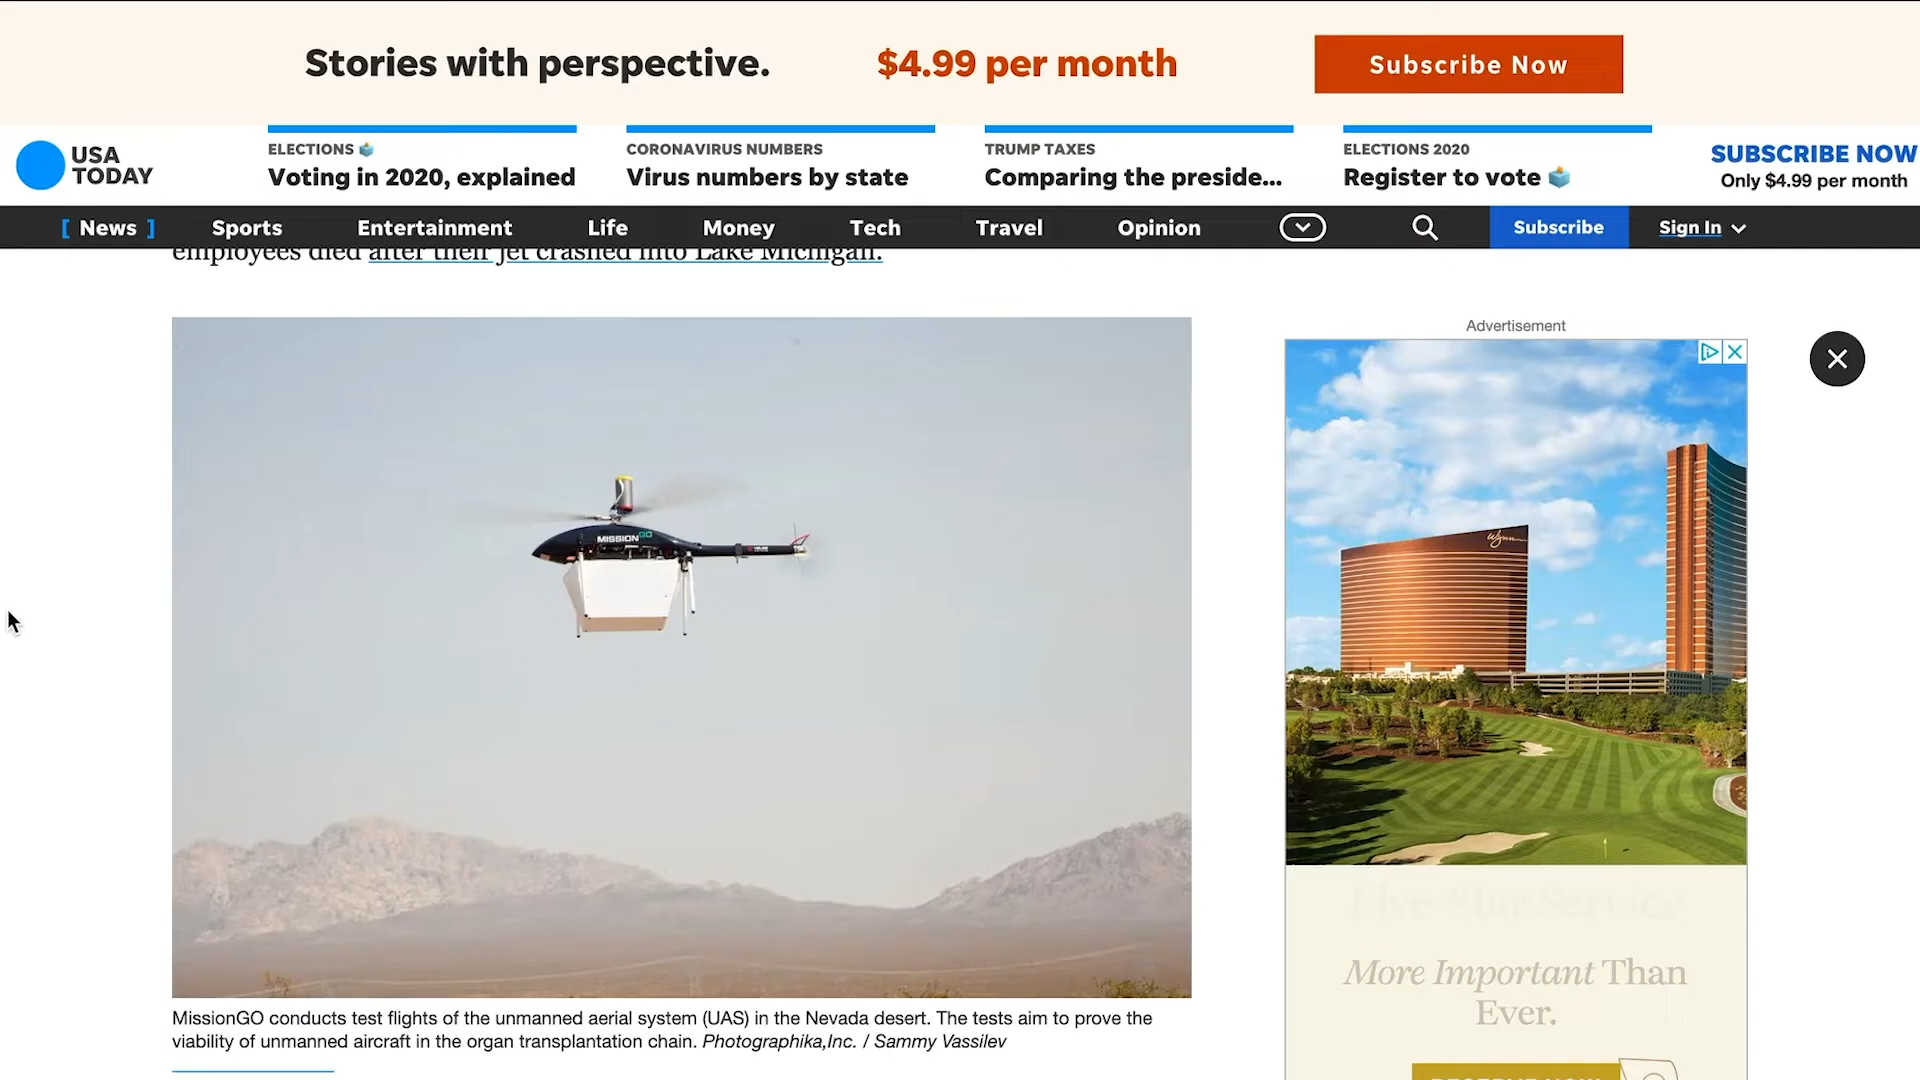 Stories with perspective.
$4.99 per month
Subscribe Now
USA
TODAY
ELECTIONS
Voting in 2020, explained
CORONAVIRUS NUMBERS
Virus numbers by state
TRUMP TAXES
Comparing the preside...
ELECTIONS 2020
Register to vote
SUBSCRIBE NOW
Only $4.99 per month
[ News ]
Sports
Entertainment
Life
Money
Tech
Travel
Opinion
Subscribe
Sign In
employees died after their jet crashed into Lake Michigan.
Advertisement
MISSIONGO
Wynn
Five-Star Service
More Important Than
Ever.
MissionGO conducts test flights of the unmanned aerial system (UAS) in the Nevada desert. The tests aim to prove the
viability of unmanned aircraft in the organ transplantation chain. Photographika,Inc. / Sammy Vassilev